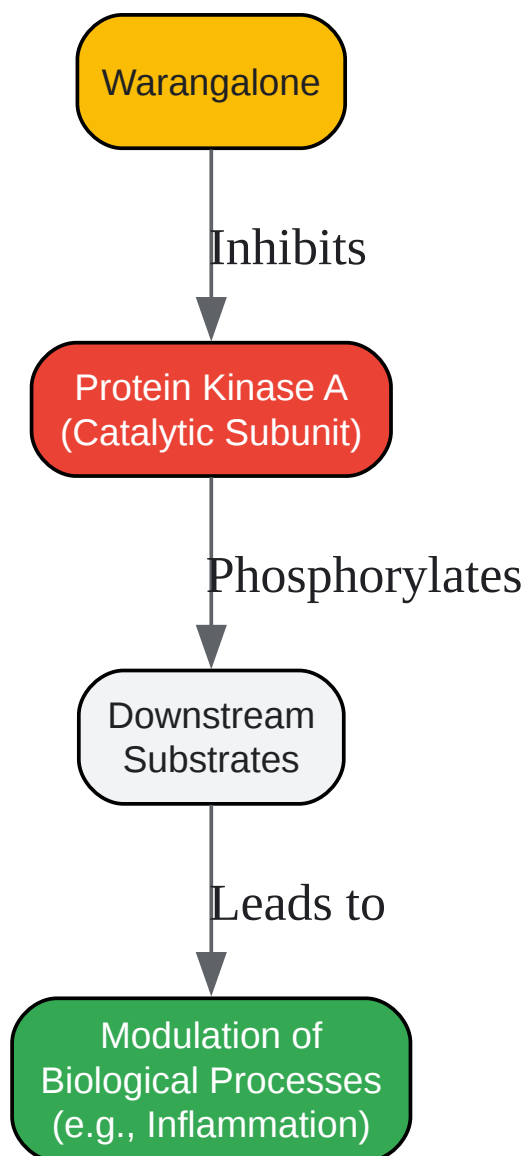 Warangalone
Inhibits
Protein Kinase A
(Catalytic Subunit)
Phosphorylates
Downstream
Substrates
Leads to
Modulation of
Biological Processes
(e.g., Inflammation)